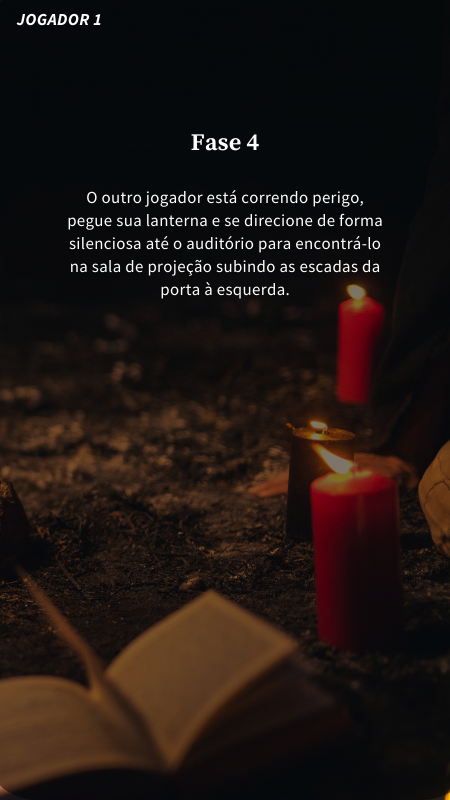 JOGADOR 1
Fase 4
O outro jogador está correndo perigo,
pegue sua lanterna e se direcione de forma
silenciosa até o auditório para encontrá-lo
na sala de projeção subindo as escadas da
porta à esquerda.